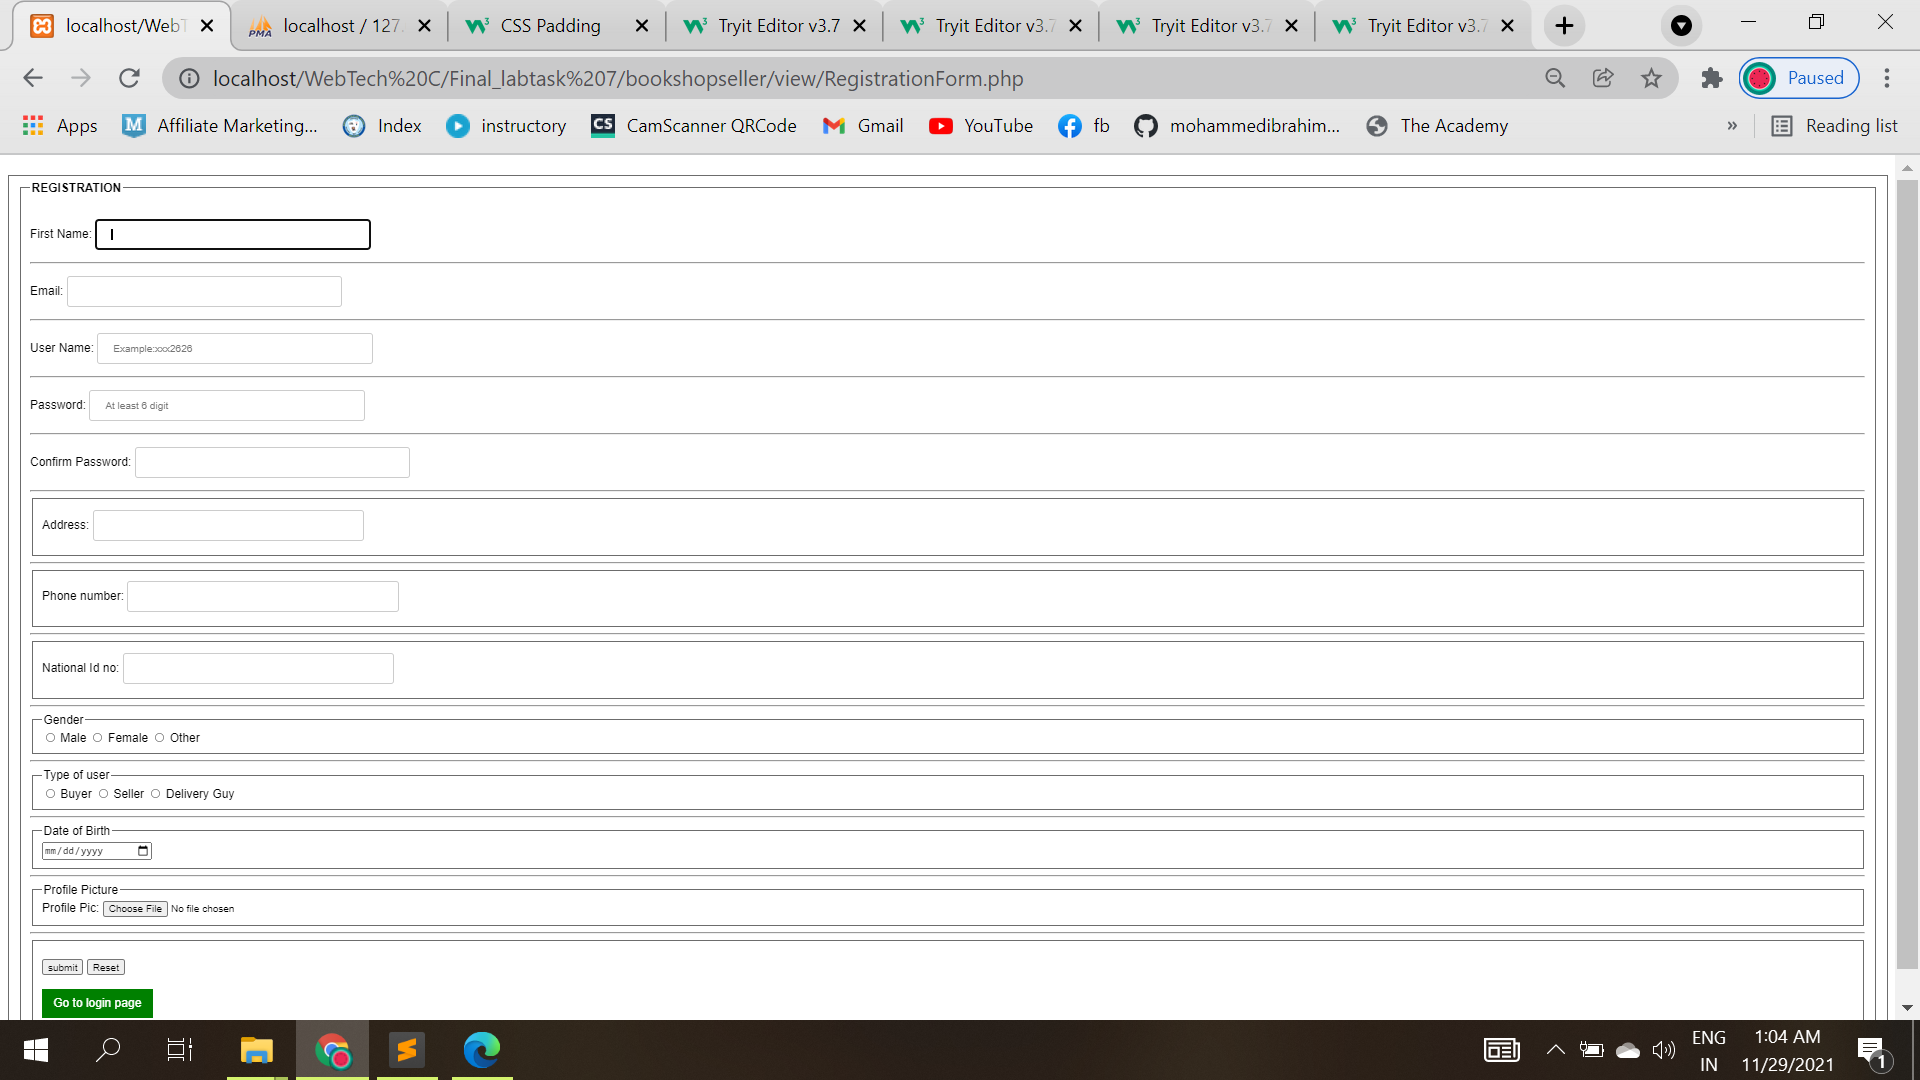 localhost/WebT
localhost / 127.
CSS Padding
Tryit Editor v3.7
Tryit Editor v3.7
Tryit Editor v3.7
Tryit Editor v3.7
localhost/WebTech%20C/Final_labtask%207/bookshopseller/view/RegistrationForm.php
Paused
Apps
Affiliate Marketing...
Index
instructory
CS
CamScanner QRCode
Gmail
YouTube
fb
mohammedibrahim...
The Academy
»
Reading list
REGISTRATION
First Name:
Email:
User Name: Example:xxx2626
Password: At least 6 digit
Confirm Password:
Address:
Phone number:
National Id no:
Gender
Male Female Other
Type of user
Buyer Seller Delivery Guy
Date of Birth
mm/dd/yyyy
Profile Picture
Profile Pic: Choose File No file chosen
submit Reset
Go to login page
ENG
IN
1:04 AM
11/29/2021
1